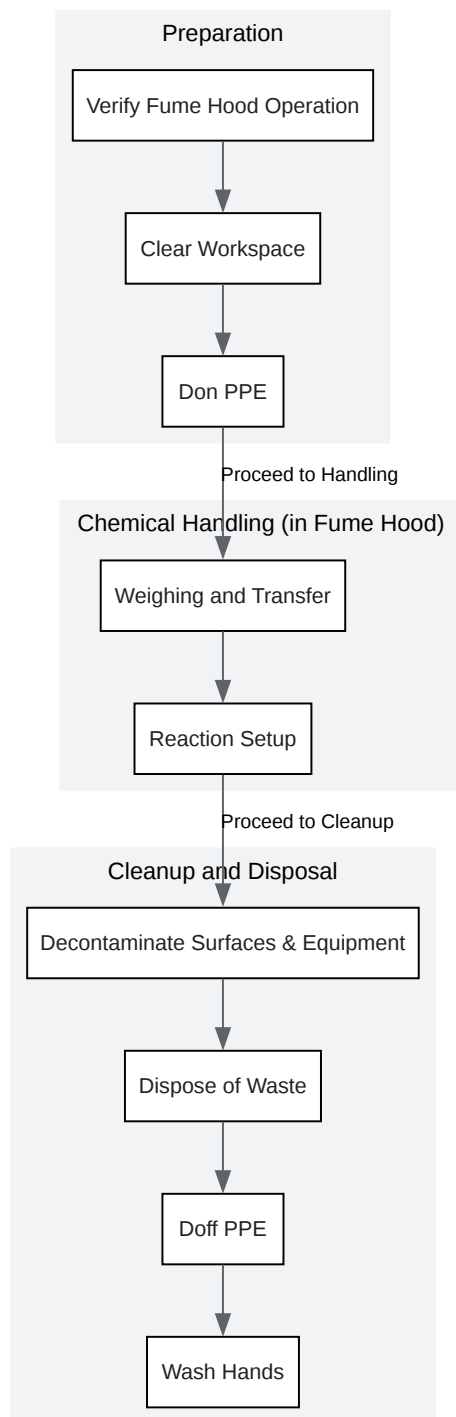 Preparation
Verify Fume Hood Operation
Clear Workspace
Don PPE
Proceed to Handling
Chemical Handling (in Fume Hood)
Weighing and Transfer
Reaction Setup
Proceed to Cleanup
Cleanup and Disposal
Decontaminate Surfaces & Equipment
Dispose of Waste
Doff PPE
Wash Hands